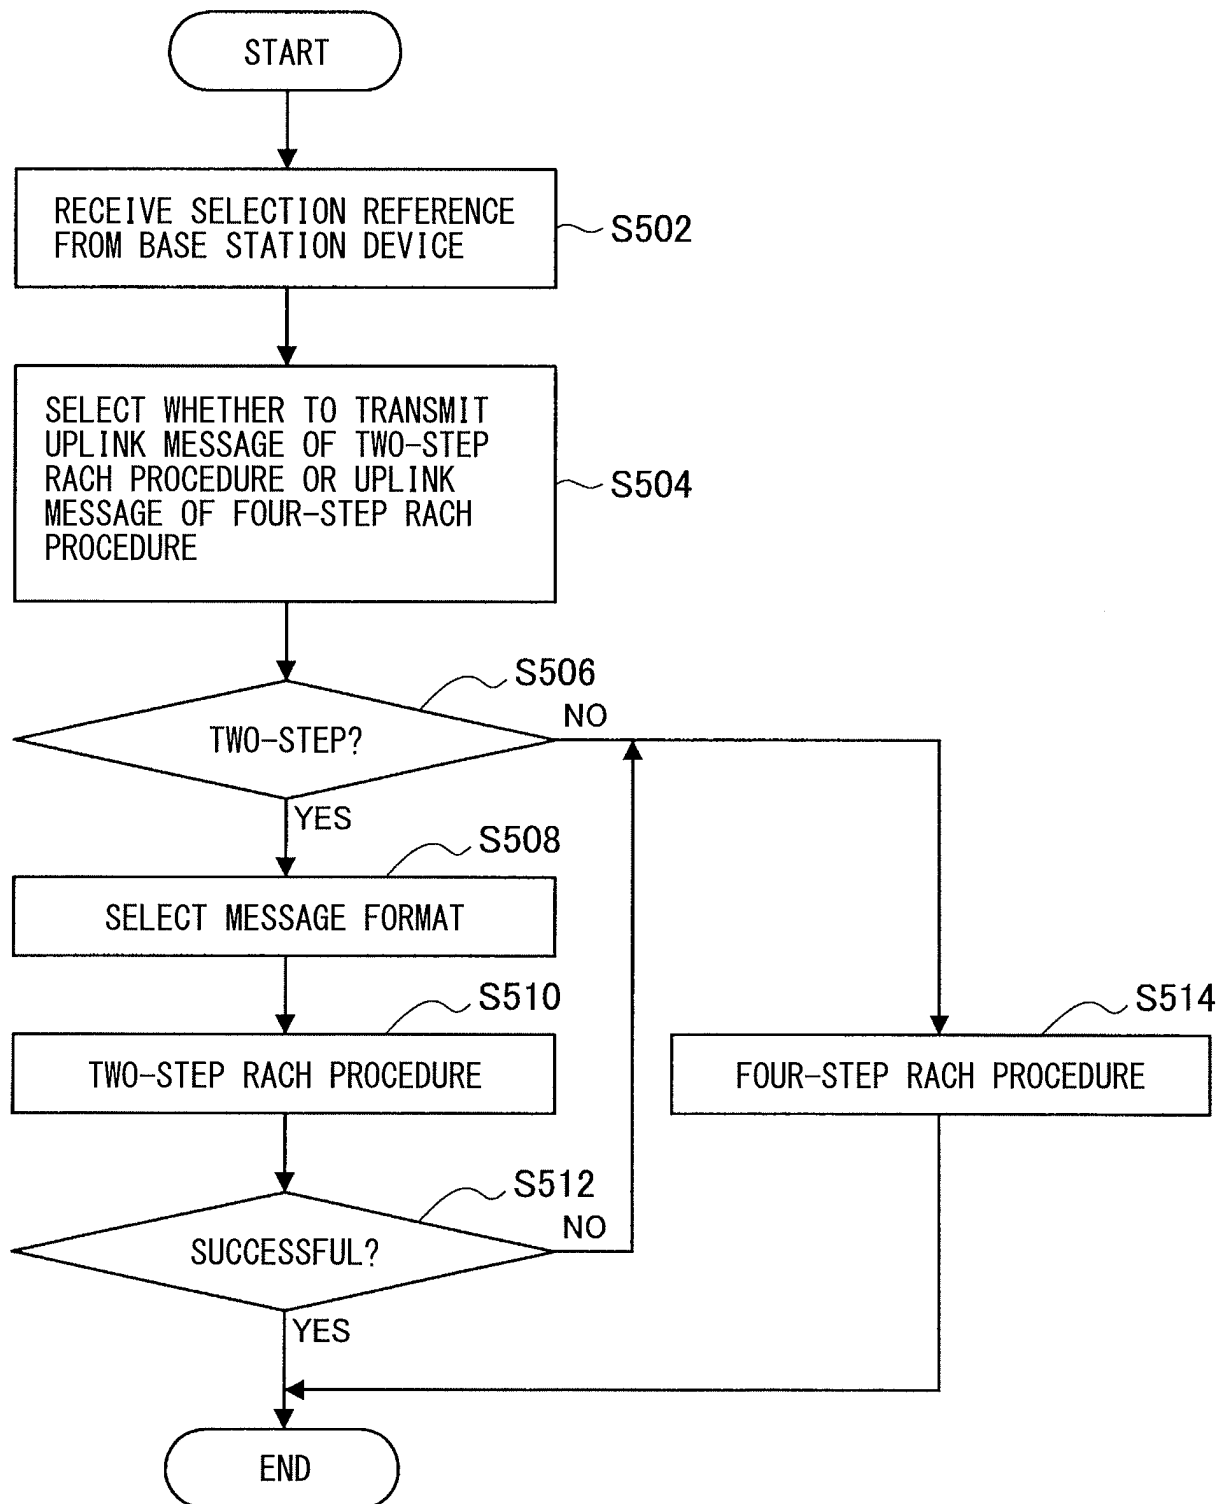 START
RECEIVE SELECTION REFERENCE
FROM BASE STATION DEVICE
S502
SELECT WHETHER TO TRANSMIT
UPLINK MESSAGE OF TWO-STEP
RACH PROCEDURE OR UPLINK
MESSAGE OF FOUR-STEP RACH
PROCEDURE
S504
S506
TWO-STEP?
NO
YES
S508
SELECT MESSAGE FORMAT
S510
TWO-STEP RACH PROCEDURE
S514
FOUR-STEP RACH PROCEDURE
S512
SUCCESSFUL?
NO
YES
END